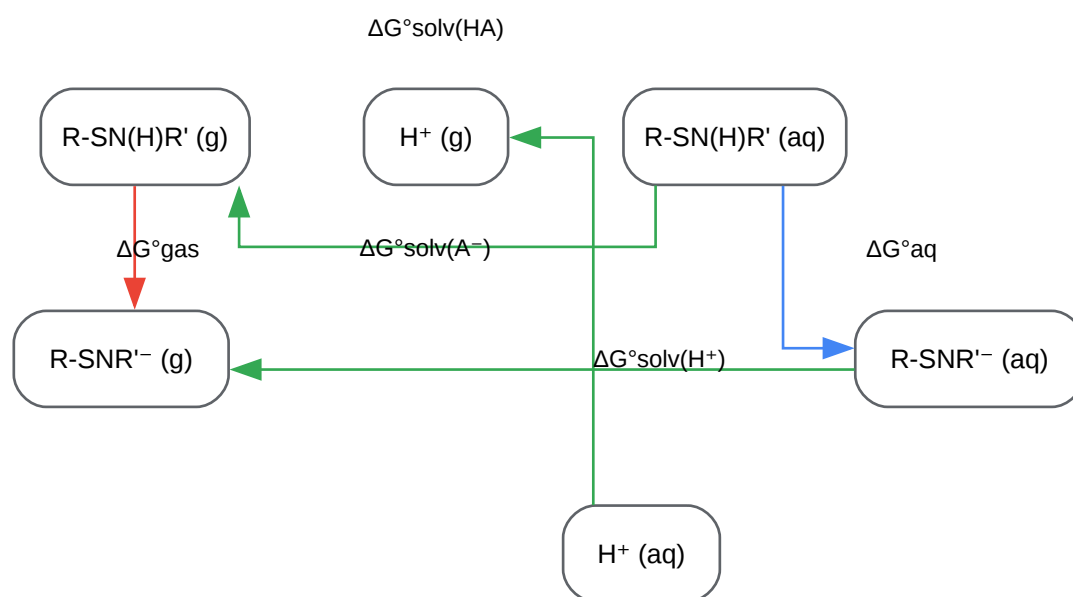 ΔG°solv(HA)
R-SN(H)R' (g)
H⁺ (g)
R-SN(H)R' (aq)
ΔG°gas
ΔG°solv(A⁻)
ΔG°aq
R-SNR'⁻ (g)
ΔG°solv(H⁺)
R-SNR'⁻ (aq)
H⁺ (aq)